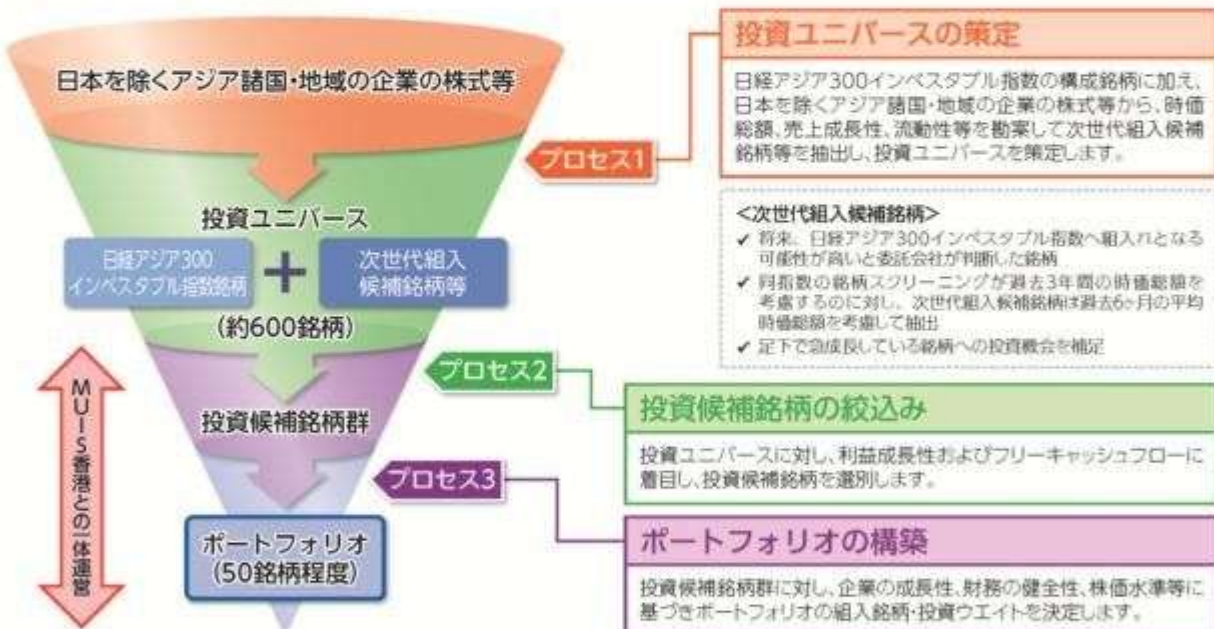 日本を除くアジア諸国・地域の企業の株式等
投資ユニバース
日経アジア300
インベスタブル指数銘柄
+
次世代組入
候補銘柄等
(約600銘柄)
投資候補銘柄群
ポートフォリオ
(50銘柄程度)
MUIS香港との一体運営
プロセス1
投資ユニバースの策定
日経アジア300インベスタブル指数の構成銘柄に加え、
日本を除くアジア諸国・地域の企業の株式等から、時価
総額、売上成長性、流動性等を勘案して次世代組入候補
銘柄等を抽出し、投資ユニバースを策定します。
<次世代組入候補銘柄>
✓ 将来、日経アジア300インベスタブル指数へ組入れとなる
可能性が高いと委託会社が判断した銘柄
✓ 同指数の銘柄スクリーニングが過去3年間の時価総額を
考慮するのに対し、次世代組入候補銘柄は過去6ヶ月の平均
時価総額を考慮して抽出
✓ 足下で急成長している銘柄への投資機会を補足
プロセス2
投資候補銘柄の絞込み
投資ユニバースに対し、利益成長性およびフリーキャッシュフローに
着目し、投資候補銘柄を選別します。
プロセス3
ポートフォリオの構築
投資候補銘柄群に対し、企業の成長性、財務の健全性、株価水準等に
基づきポートフォリオの組入銘柄・投資ウエイトを決定します。